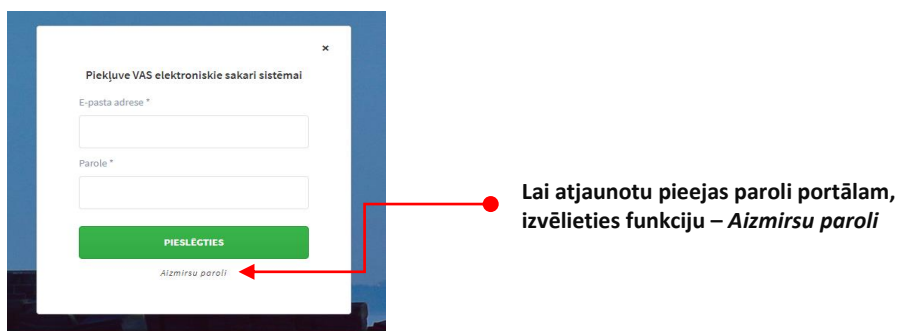 ×
Piekļuve VAS elektroniskie sakari sistēmai
E-pasta adrese *
Parole *
PIESLĒGTIES
Aizmirsu paroli
Lai atjaunotu pieejas paroli portālam,
izvēlieties funkciju – Aizmirsu paroli